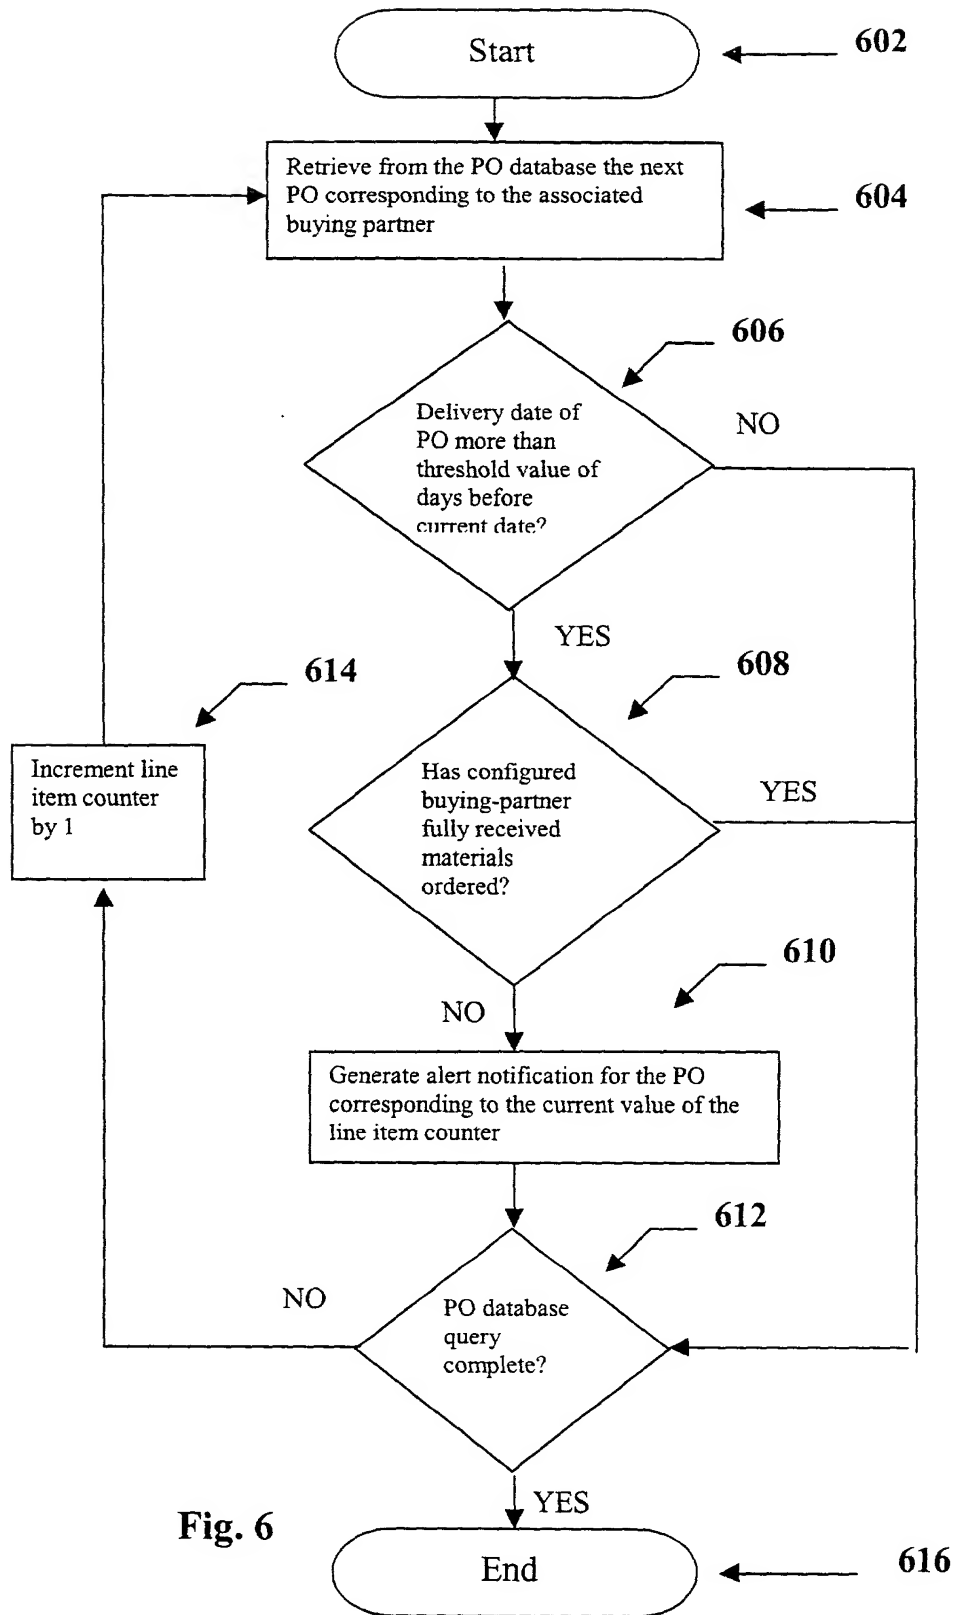 Start
602
Retrieve from the PO database the next
PO corresponding to the associated
buying partner
604
606
Delivery date of
PO more than
threshold value of
days before
current date?
NO
YES
608
614
Increment line
item counter
by 1
Has configured
buying-partner
fully received
materials
ordered?
YES
610
NO
Generate alert notification for the PO
corresponding to the current value of the
line item counter
612
NO
PO database
query
complete?
YES
Fig. 6
End
616